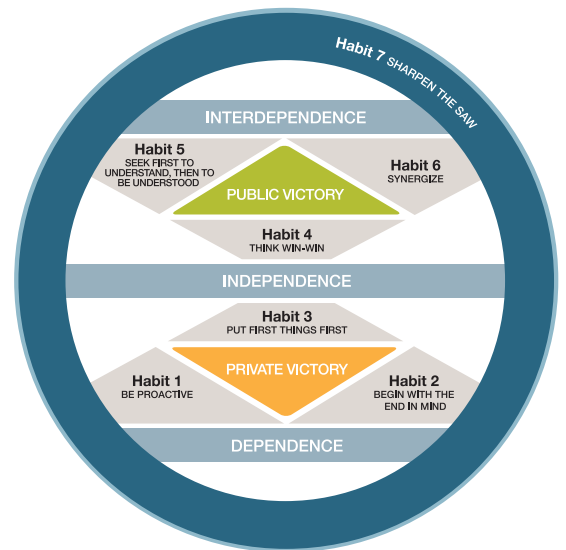 Habit 7 SHARPEN THE SAW
INTERDEPENDENCE
Habit 5
SEEK FIRST TO
UNDERSTAND, THEN TO
BE UNDERSTOOD
Habit 6
SYNERGIZE
PUBLIC VICTORY
Habit 4
THINK WIN-WIN
INDEPENDENCE
Habit 3
PUT FIRST THINGS FIRST
PRIVATE VICTORY
Habit 1
BE PROACTIVE
Habit 2
BEGIN WITH THE
END IN MIND
DEPENDENCE